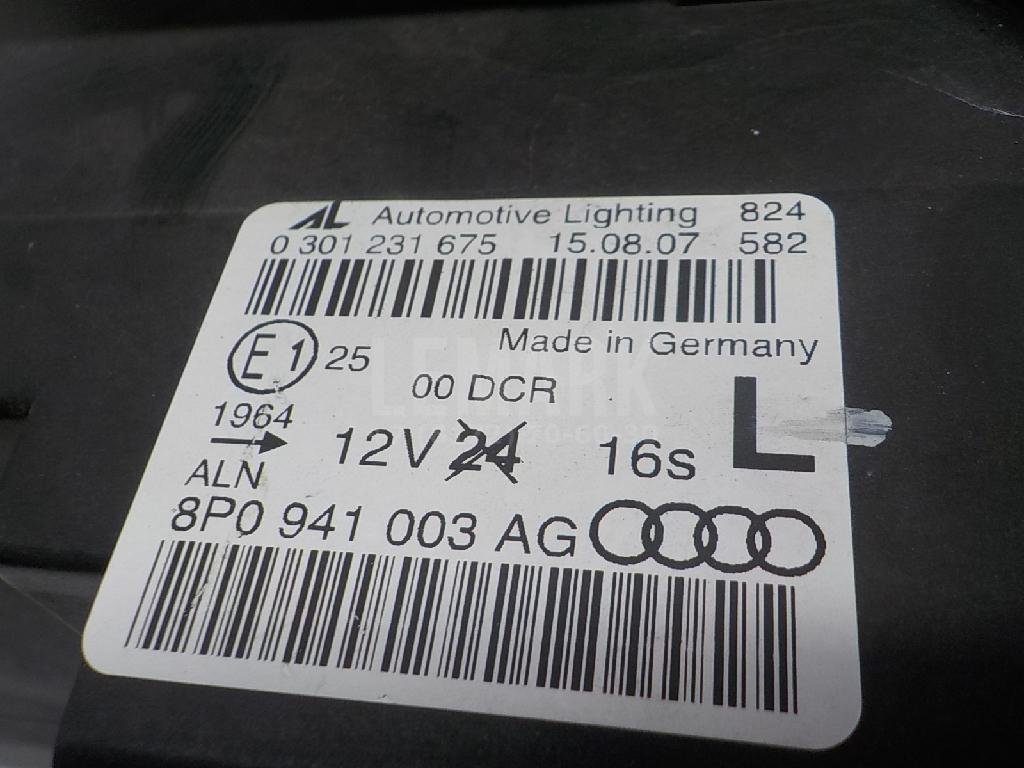 AL Automotive Lighting 824
0 301 231 675 15.08.07 582
Made in Germany
E1 25
00 DCR
L
1964
12V 24 16s
ALN
8P0 941 003 AG
LEMARK